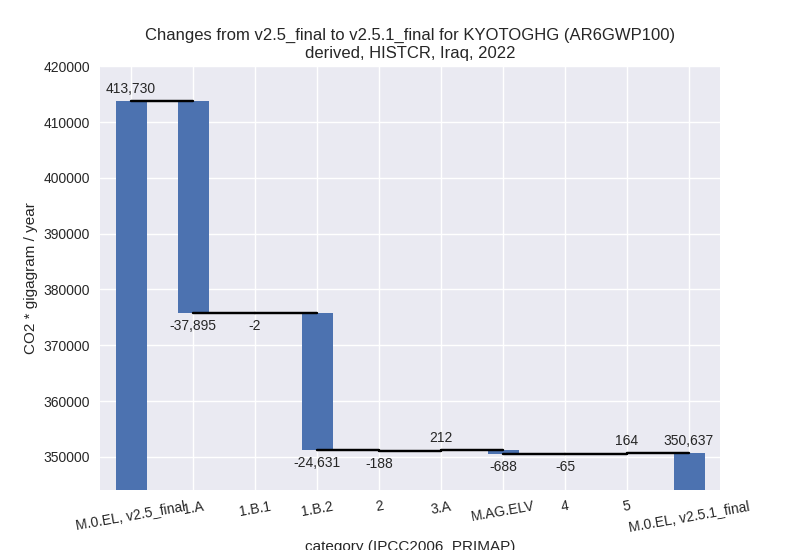 Changes from v2.5_final to v2.5.1_final for KYOTOGHG (AR6GWP100)
derived, HISTCR, Iraq, 2022
420000
410000
400000
390000
380000
370000
360000
350000
CO2 * gigagram / year
413,730
-37,895
-2
-24,631
-188
212
-688
-65
164
350,637
M.0.EL, v2.5_final
1.A
1.B.1
1.B.2
2
3.A
M.AG.ELV
4
5
M.0.EL, v2.5.1_final
category (IPCC2006_PRIMAP)